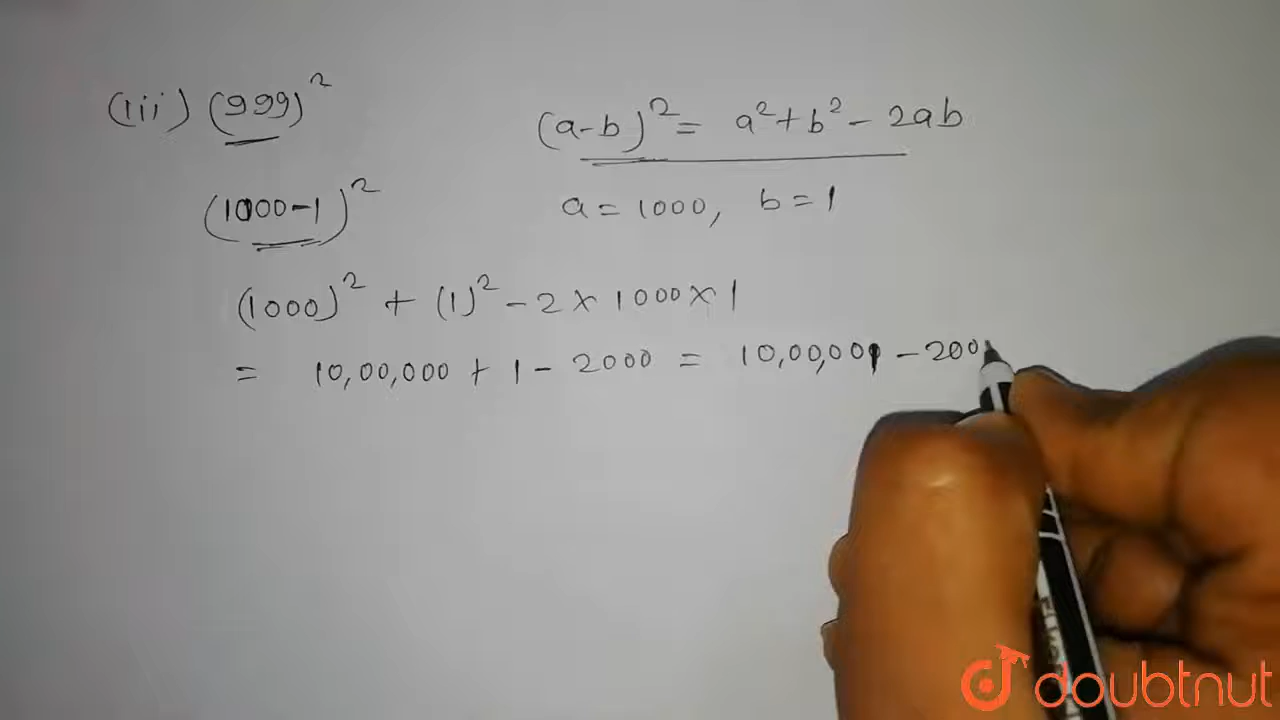 (iii) (999)²
(a-b)² = a²+b² - 2ab
(1000-1)²
a = 1000, b = 1
(1000)² + (1)² - 2 x 1000 x 1
= 10,00,000 + 1 - 2000 = 10,00,001 - 200
doubtnut